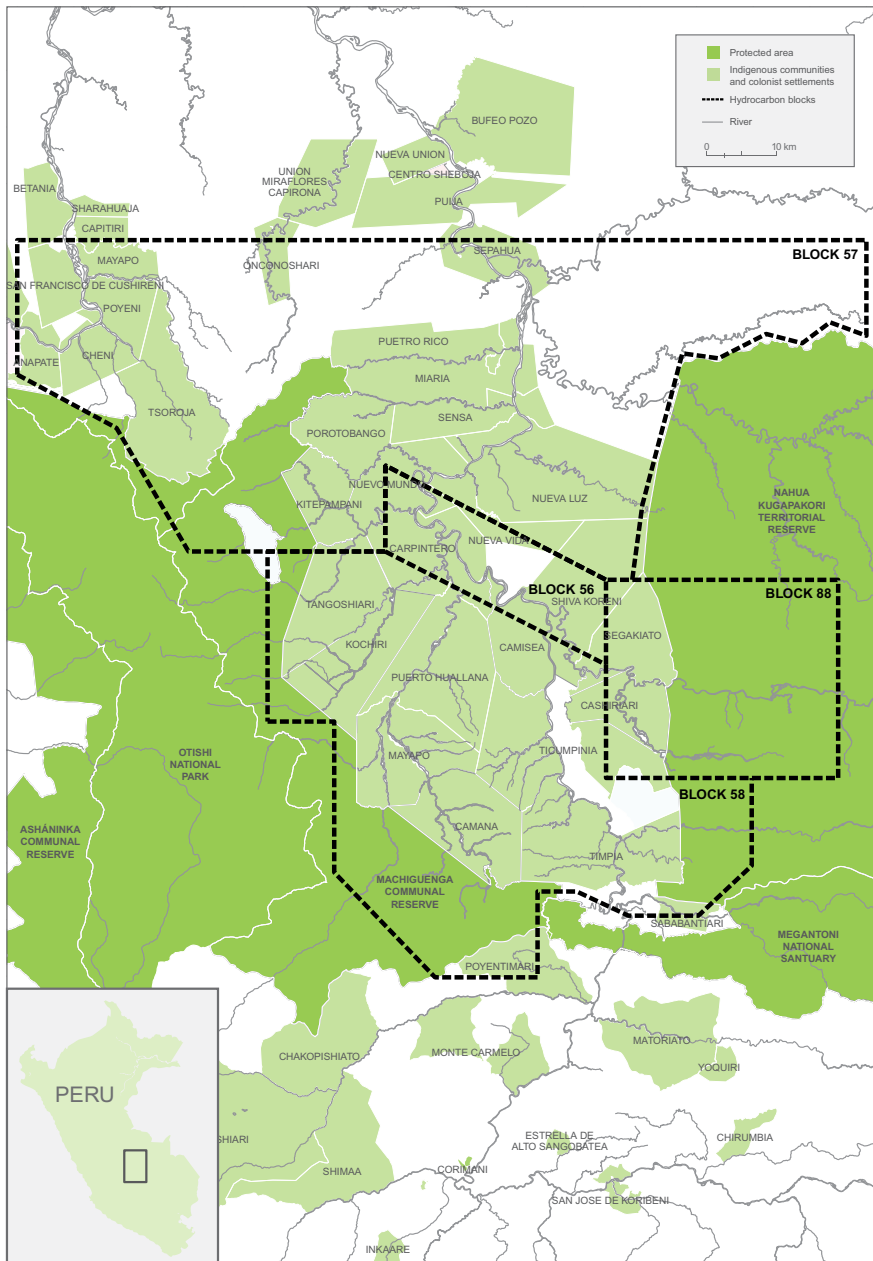 Protected area
Indigenous communities
and colonist settlements
Hydrocarbon blocks
River
0
10 km
BUFEO POZO
NUEVA UNION
UNION
MIRAFLORES
CAPIRONA
CENTRO SHEBOJA
BETANIA
PUIJA
SHARAHUAJA
CAPITIRI
BLOCK 57
SEPAHUA
MAYAPO
ONCONOSHARI
SAN FRANCISCO DE CUSHIRENI
POYENI
PUETRO RICO
CHENI
ANAPATE
MIARIA
TSOROJA
SENSA
POROTOBANGO
NUEVO MUNDO
NUEVA LUZ
KITEPAMPANI
NAHUA
KUGAPAKORI
TERRITORIAL
RESERVE
NUEVA VIDA
CARPINTERO
BLOCK 56
BLOCK 88
TANGOSHIARI
SHIVA KORENI
SEGAKIATO
KOCHIRI
CAMISEA
PUERTO HUALLANA
CASHIRIARI
OTISHI
NATIONAL
PARK
MAYAPO
TICUMPINIA
BLOCK 58
CAMANA
ASHÁNINKA
COMMUNAL
RESERVE
TIMPIA
MACHIGUENGA
COMMUNAL
RESERVE
SABABANTIARI
MEGANTONI
NATIONAL
SANTUARY
POYENTIMARI
MATORIATO
CHAKOPISHIATO
MONTE CARMELO
YOQUIRI
PERU
SHIARI
ESTRELLA DE
ALTO SANGOBATEA
CHIRUMBIA
SHIMAA
CORIMANI
SAN JOSE DE KORIBENI
INKAARE